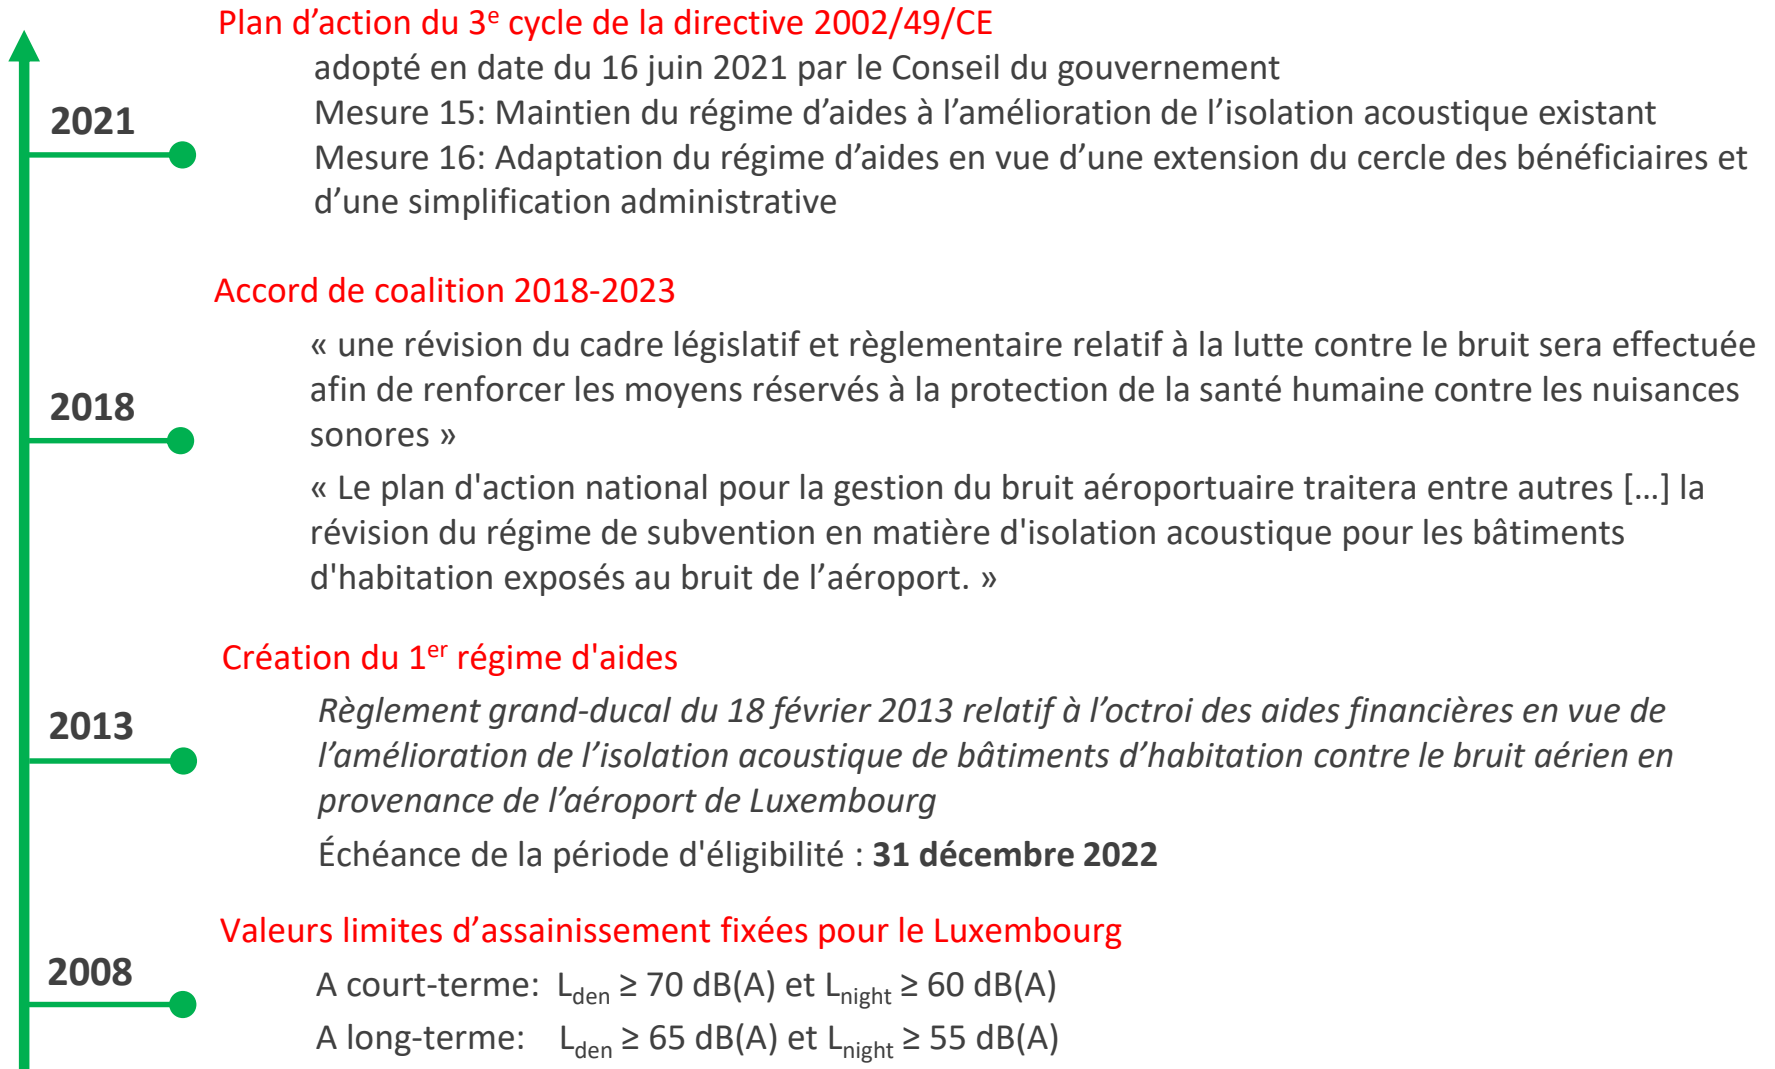 Plan d’action du 3e cycle de la directive 2002/49/CE
adopté en date du 16 juin 2021 par le Conseil du gouvernement
2021
Mesure 15: Maintien du régime d’aides à l’amélioration de l’isolation acoustique existant
Mesure 16: Adaptation du régime d’aides en vue d’une extension du cercle des bénéficiaires et
d’une simplification administrative
Accord de coalition 2018-2023
« une révision du cadre législatif et règlementaire relatif à la lutte contre le bruit sera effectuée
afin de renforcer les moyens réservés à la protection de la santé humaine contre les nuisances
2018
sonores »
« Le plan d'action national pour la gestion du bruit aéroportuaire traitera entre autres […] la
révision du régime de subvention en matière d'isolation acoustique pour les bâtiments
d'habitation exposés au bruit de l’aéroport. »
Création du 1er régime d'aides
2013
Règlement grand-ducal du 18 février 2013 relatif à l’octroi des aides financières en vue de
l’amélioration de l’isolation acoustique de bâtiments d’habitation contre le bruit aérien en
provenance de l’aéroport de Luxembourg
Échéance de la période d'éligibilité : 31 décembre 2022
Valeurs limites d’assainissement fixées pour le Luxembourg
2008
A court-terme: Lden ≥ 70 dB(A) et Lnight ≥ 60 dB(A)
A long-terme: Lden ≥ 65 dB(A) et Lnight ≥ 55 dB(A)